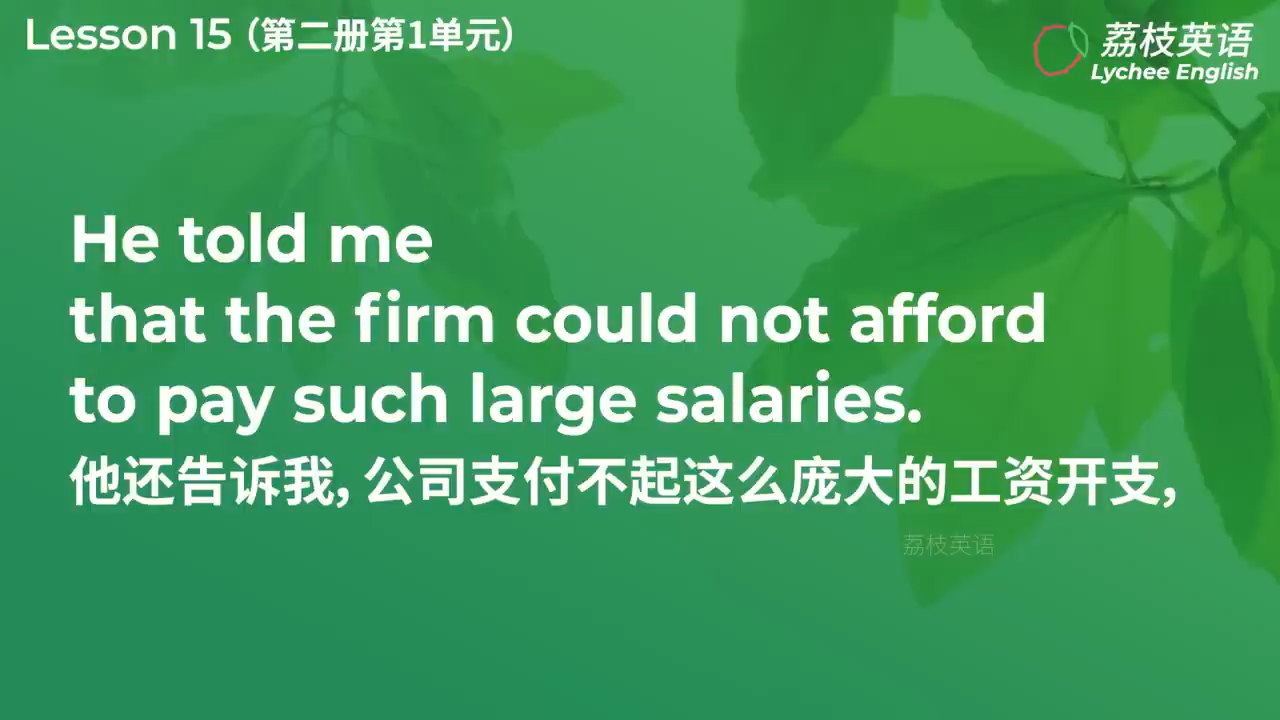 Lesson 15 (第二册第1单元)
荔枝英语
Lychee English
He told me
that the firm could not afford
to pay such large salaries.
他还告诉我, 公司支付不起这么庞大的工资开支,
荔枝英语